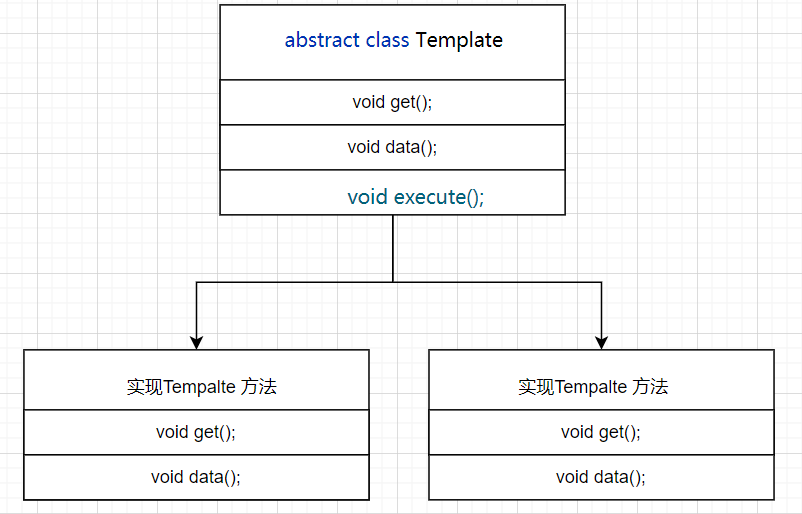 abstract class Template
void get();
void data();
void execute();
实现Tempalte 方法
实现Tempalte 方法
void get();
void get();
void data();
void data();